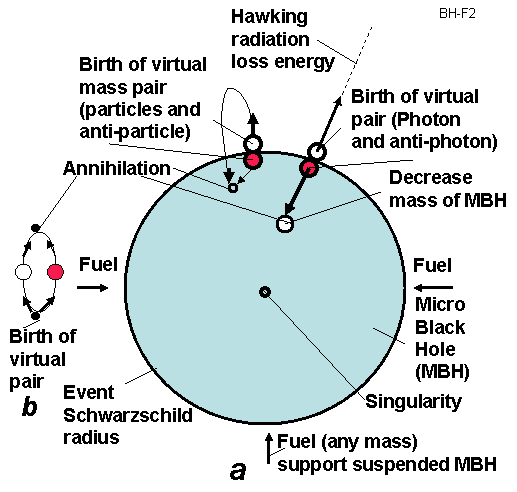 BH-F2
Hawking
radiation
loss energy
Birth of virtual
mass pair
(particles and
anti-particle)
Birth of virtual
pair (Photon
and anti-photon)
Annihilation
Decrease
mass of MBH
Fuel
Fuel
Micro
Black
Hole
(MBH)
Birth of
virtual
pair
b
Event
Schwarzschild
radius
Singularity
a
Fuel (any mass)
support suspended MBH